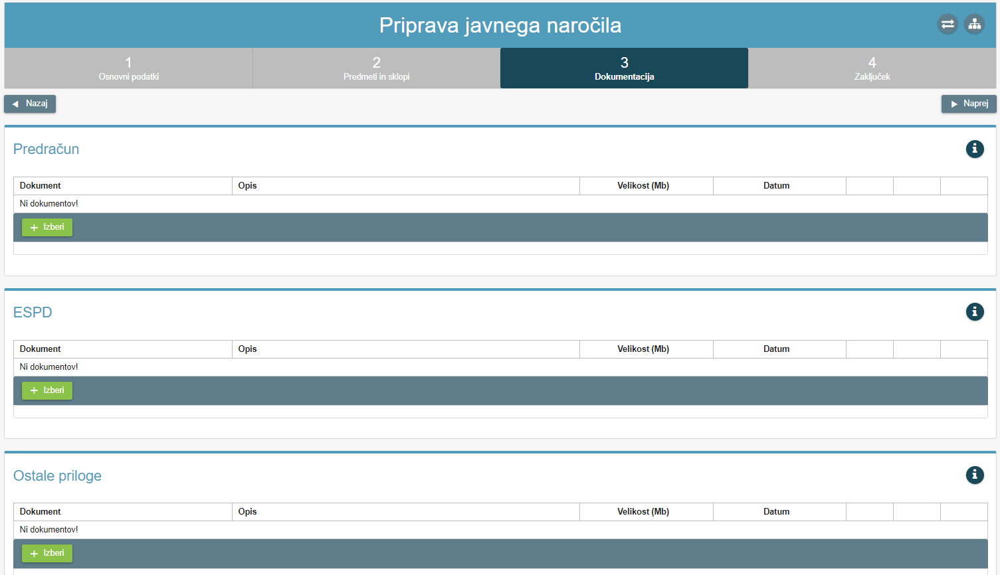 Priprava javnega naročila
1
Osnovni podatki
2
Predmeti in sklopi
3
Dokumentacija
4
Zaključek
Nazaj
Naprej
Predračun
Dokument Opis Velikost (Mb) Datum
Ni dokumentov!
Izberi
ESPD
Dokument Opis Velikost (Mb) Datum
Ni dokumentov!
Izberi
Ostale priloge
Dokument Opis Velikost (Mb) Datum
Ni dokumentov!
Izberi